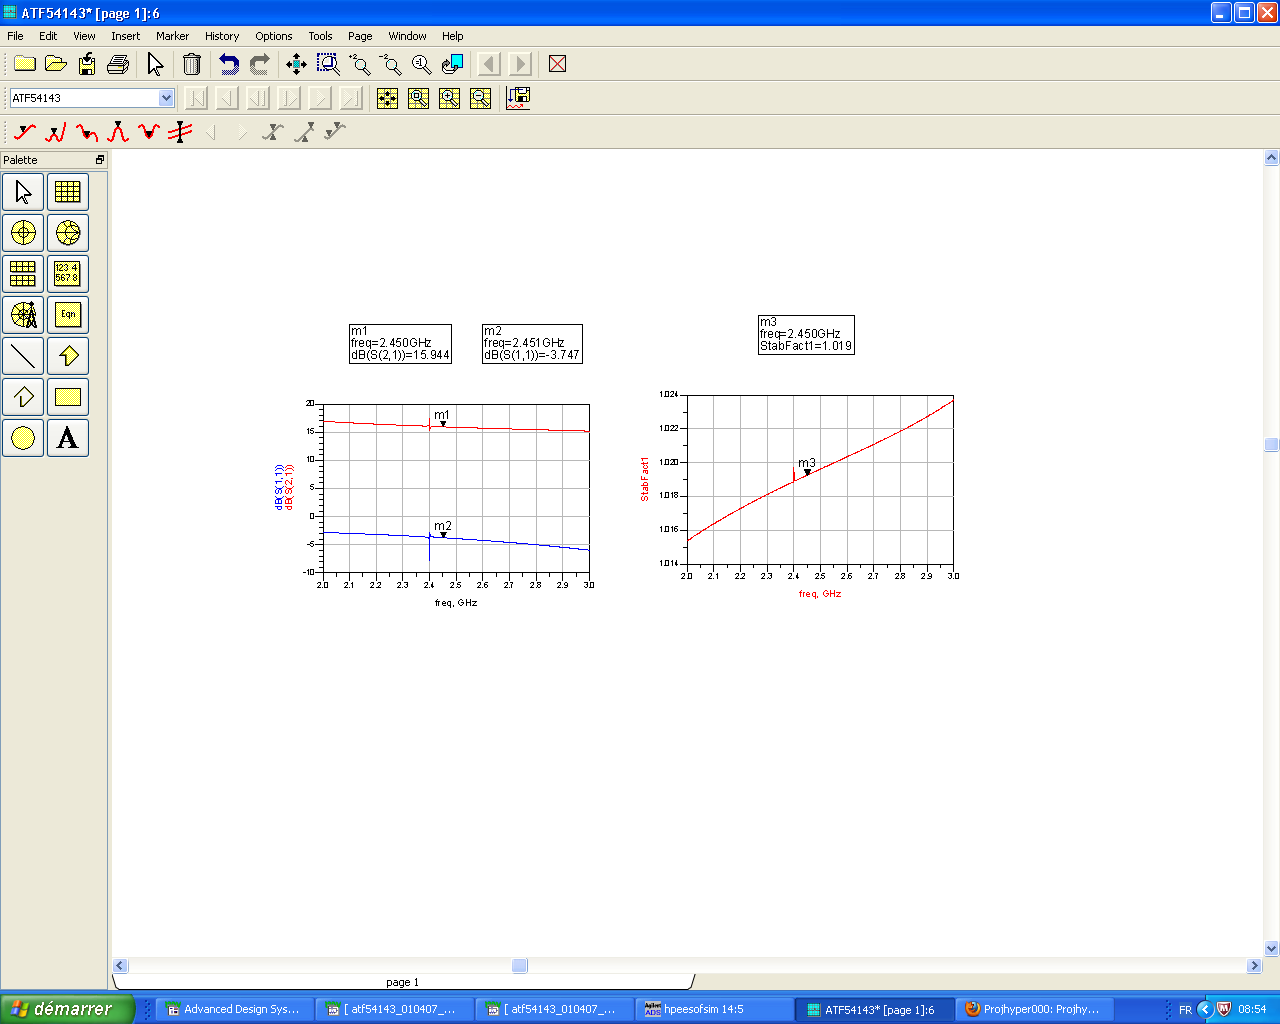 ATF54143* [page 1]:6
File Edit View Insert Marker History Options Tools Page Window Help
+2 -2 1
ATF54143
Palette
123 4
567 8
Eqn
A
m1
freq=2.450GHz
dB(S(2,1))=15.944
m2
freq=2.451GHz
dB(S(1,1))=-3.747
m3
freq=2.450GHz
StabFact1=1.019
20
15
10
5
0
-5
-10
dB(S(1,1))
dB(S(2,1))
m1
m2
2.0 2.1 2.2 2.3 2.4 2.5 2.6 2.7 2.8 2.9 3.0
freq, GHz
1.024
1.022
1.020
1.018
1.016
1.014
StabFact1
m3
2.0 2.1 2.2 2.3 2.4 2.5 2.6 2.7 2.8 2.9 3.0
freq, GHz
page 1
démarrer
Advanced Design Sys...
[ atf54143_010407_...
[ atf54143_010407_...
Agilent
ADS
hpeesofsim 14:5
ATF54143* [page 1]:6
Projhyper000: Projhy...
FR
08:54